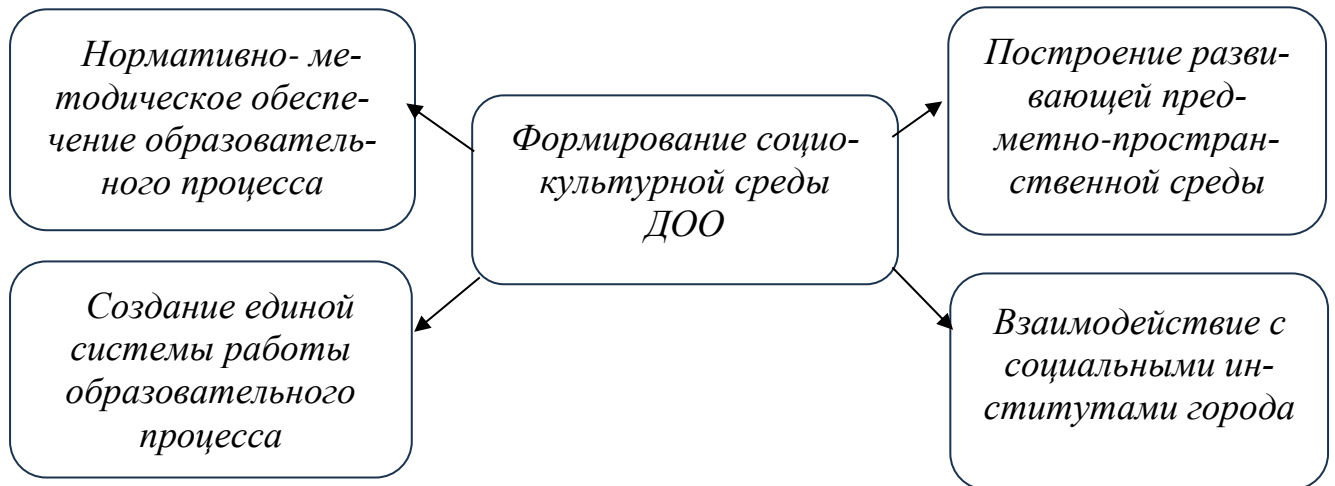 Нормативно- ме-
тодическое обеспе-
чение образователь-
ного процесса
Построение разви-
вающей пред-
метно-простран-
ственной среды
Формирование социо-
культурной среды
ДОО
Создание единой
системы работы
образовательного
процесса
Взаимодействие с
социальными ин-
ститутами города